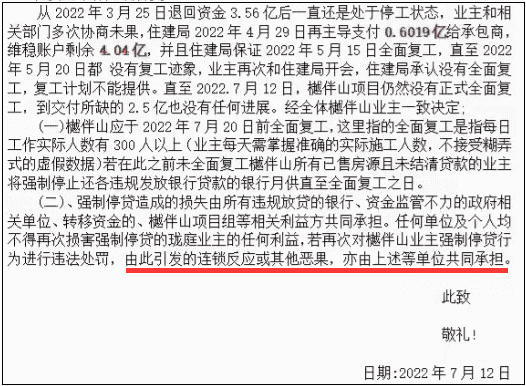 从 2022 年 3 月 25 日退回资金 3.56 亿后一直还是处于停工状态，业主和相
关部门多次协商未果，住建局 2022 年 4 月 29 日再主导支付 0.6019亿给承包商，
维稳账户剩余 4.04 亿，并且住建局保证 2022 年 5 月 15 日全面复工，直至 2022
年 5 月 20 日都 没有复工迹象，业主再次和住建局开会，住建局承认没有全面复
工，复工计划不能提供。直至 2022.7 月 12 日，樾伴山项目仍然没有正式全面复
工，到交付所缺的 2.5 亿也没有任何进展。经全体樾伴山业主一致决定；
（一）樾伴山应于 2022 年 7 月 20 日前全面复工，这里指的全面复工是指每日
工作实际人数有 300 人以上（业主每天需掌握准确的实际施工人数，不接受糊弄
式的虚假数据）若在此之前未全面复工樾伴山所有已售房源且未结清贷款的业主
将强制停止还各违规发放银行贷款的银行月供直至全面复工之日。
（二）、强制停贷造成的损失由所有违规放贷的银行、资金监管不力的政府相
关单位、转移资金的、樾伴山项目组等相关利益方共同承担。任何单位及个人均
不得再次损害强制停贷的珑庭业主的任何利益，若再次对樾伴山业主强制停贷行
为进行违法处罚，由此引发的连锁反应或其他恶果，亦由上述等单位共同承担。
此致
敬礼！
日期：2022 年 7 月 12 日